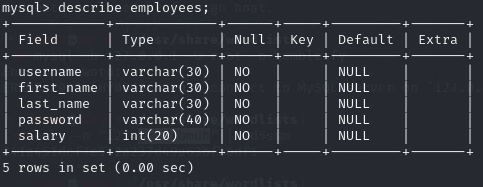 mysql> describe employees;
+------------+-------------+------+-----+---------+-------+
| Field      | Type        | Null | Key | Default | Extra |
+------------+-------------+------+-----+---------+-------+
| username   | varchar(30) | NO   |     | NULL    |       |
| first_name | varchar(30) | NO   |     | NULL    |       |
| last_name  | varchar(30) | NO   |     | NULL    |       |
| password   | varchar(40) | NO   |     | NULL    |       |
| salary     | int(20)     | NO   |     | NULL    |       |
+------------+-------------+------+-----+---------+-------+
5 rows in set (0.00 sec)